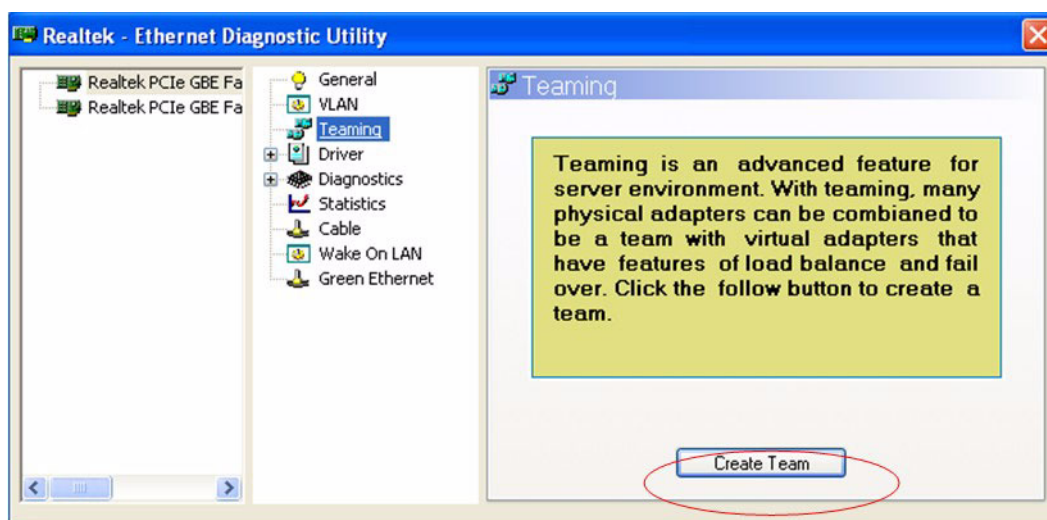 Realtek - Ethernet Diagnostic Utility
Realtek PCIe GBE Fa
Realtek PCIe GBE Fa
General
VLAN
Teaming
Driver
Diagnostics
Statistics
Cable
Wake On LAN
Green Ethernet
Teaming
Teaming is an advanced feature for
server environment. With teaming, many
physical adapters can be combianed to
be a team with virtual adapters that
have features of load balance and fail
over. Click the follow button to create a
team.
Create Team